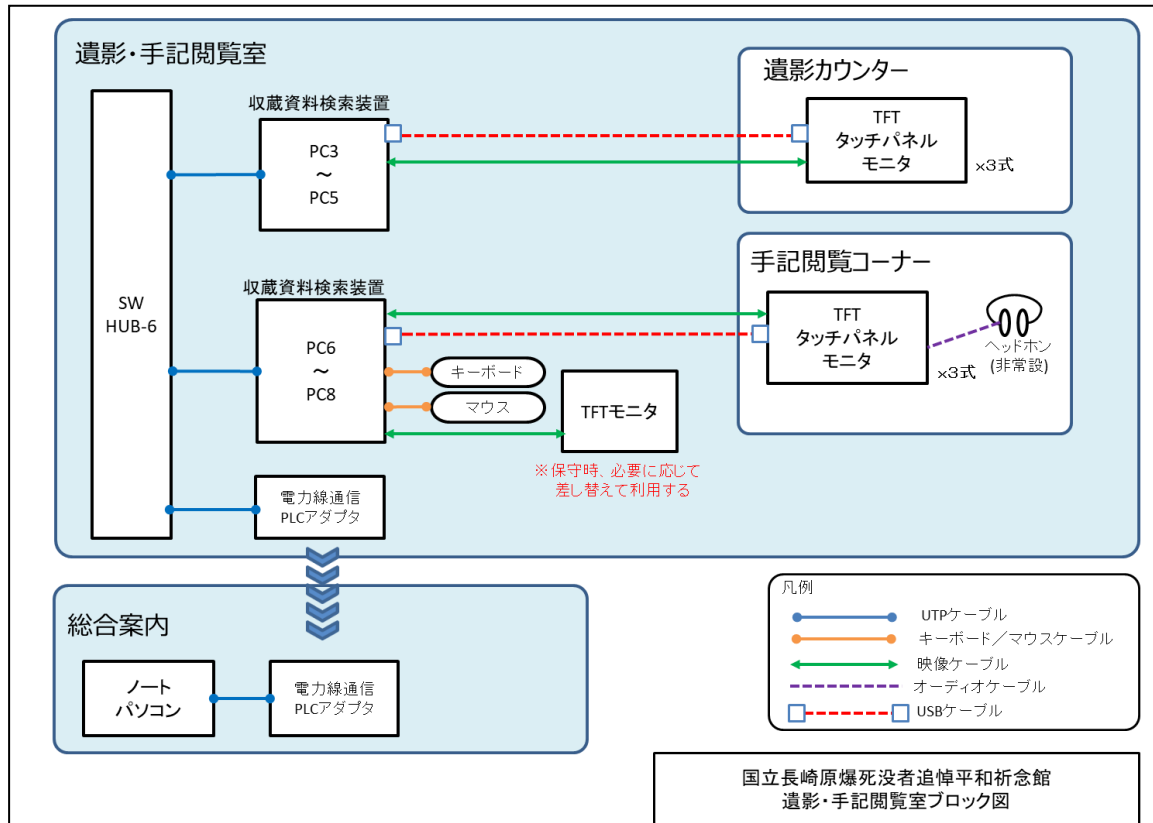 遺影・手記閲覧室
SW
HUB-6
収蔵資料検索装置
PC3
～
PC5
遺影カウンター
TFT
タッチパネル
モニタ
×3式
収蔵資料検索装置
PC6
～
PC8
キーボード
マウス
TFTモニタ
※保守時、必要に応じて
差し替えて利用する
手記閲覧コーナー
TFT
タッチパネル
モニタ
×3式
ヘッドホン
(非常設)
電力線通信
PLCアダプタ
総合案内
ノート
パソコン
電力線通信
PLCアダプタ
凡例
UTPケーブル
キーボード／マウスケーブル
映像ケーブル
オーディオケーブル
USBケーブル
国立長崎原爆死没者追悼平和祈念館
遺影・手記閲覧室ブロック図